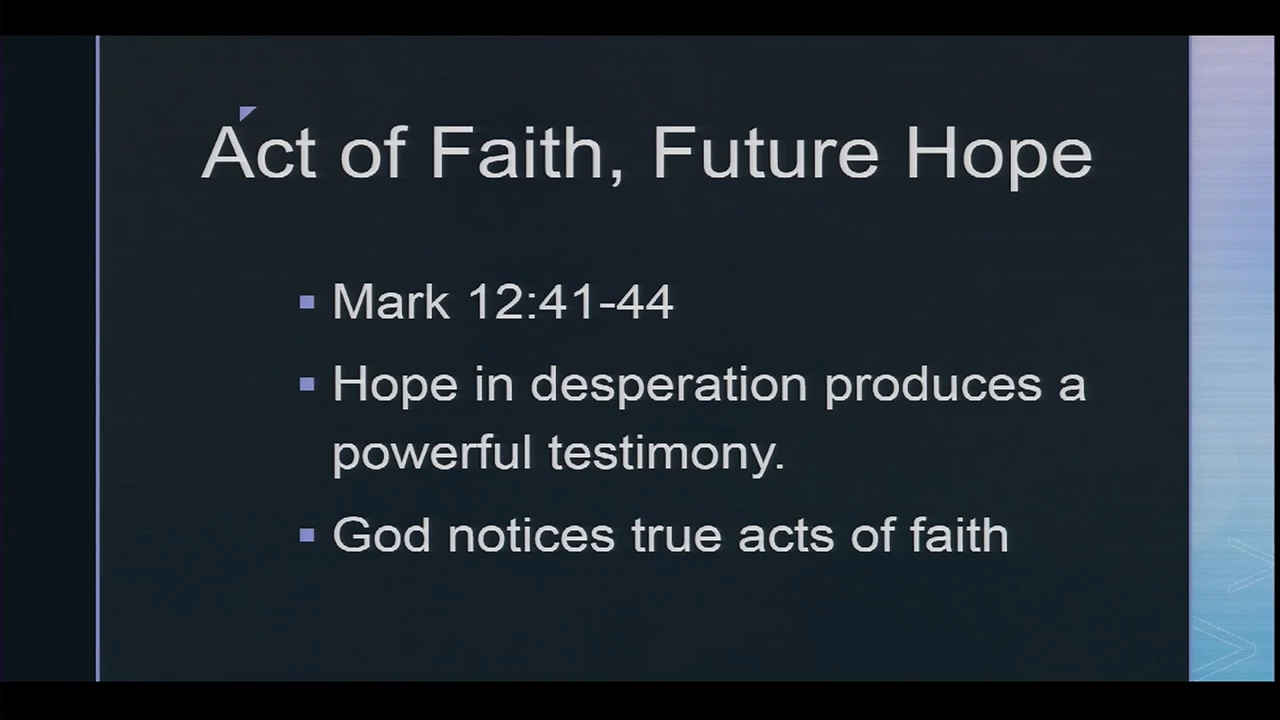 Act of Faith, Future Hope
Mark 12:41-44
Hope in desperation produces a
powerful testimony.
God notices true acts of faith